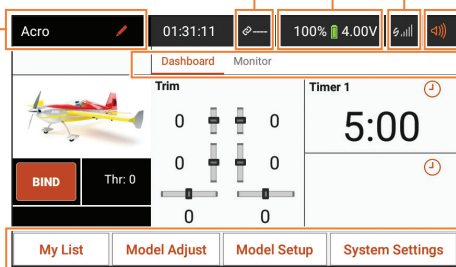 Acro 01:31:11 ---- 100% 4.00V
Dashboard Monitor
Trim
0 0
0 0
0 0
Timer 1
5:00
BIND Thr: 0
My List Model Adjust Model Setup System Settings